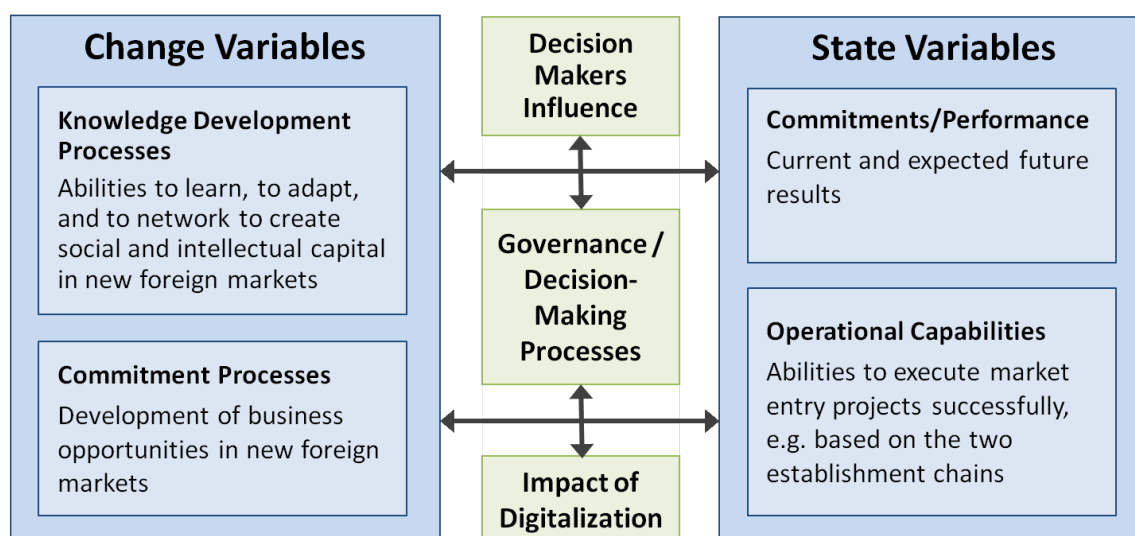 Change Variables
Knowledge Development
Processes
Abilities to learn, to adapt,
and to network to create
social and intellectual capital
in new foreign markets
Commitment Processes
Development of business
opportunities in new foreign
markets
Decision
Makers
Influence
Governance /
Decision-
Making
Processes
Impact of
Digitalization
State Variables
Commitments/Performance
Current and expected future
results
Operational Capabilities
Abilities to execute market
entry projects successfully,
e.g. based on the two
establishment chains